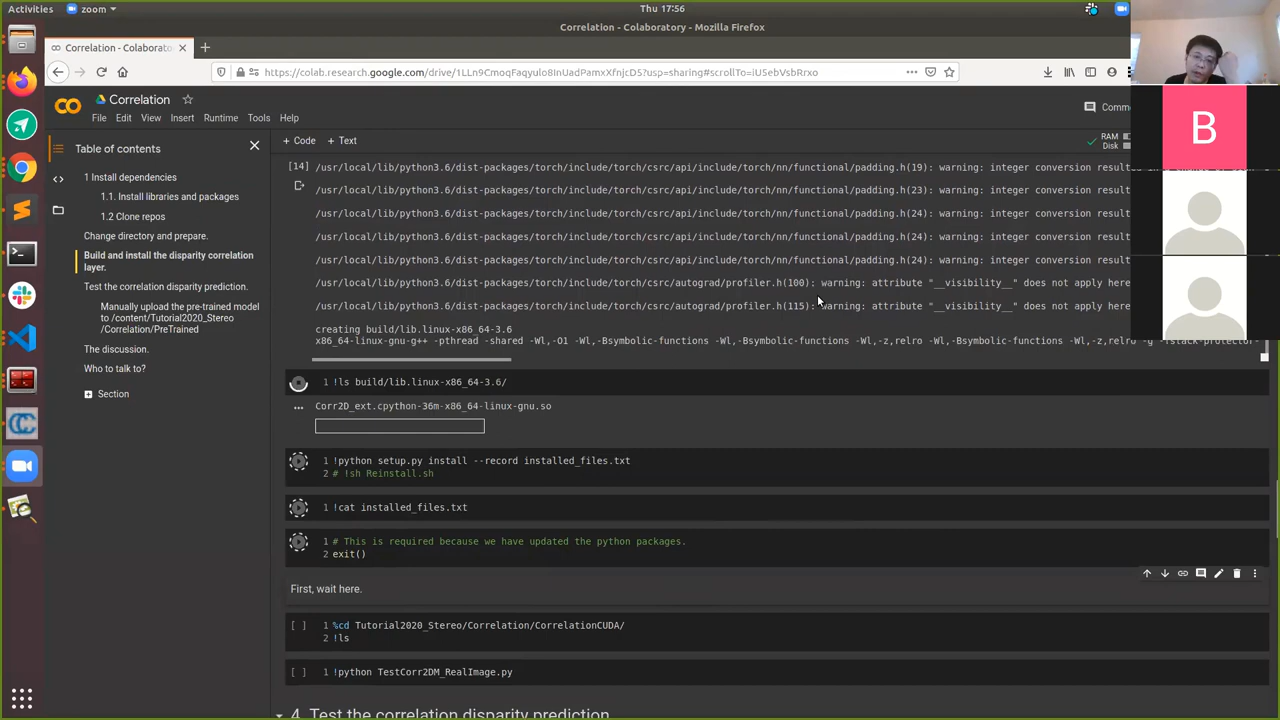 Activities
zoom
Thu 17:56
Correlation - Colaboratory - Mozilla Firefox
Correlation - Colaborato
https://colab.research.google.com/drive/1LLn9CmoqFaqyulo8InUadPamxXfnjcD5?usp=sharing#scrollTo=iU5ebVsbRrxo
Correlation
Comme
File Edit View Insert Runtime Tools Help
Table of contents
+ Code + Text
RAM
Disk
1 Install dependencies
1.1. Install libraries and packages
1.2 Clone repos
Change directory and prepare.
Build and install the disparity correlation
layer.
Test the correlation disparity prediction.
Manually upload the pre-trained model
to /content/Tutorial2020_Stereo
/Correlation/PreTrained
The discussion.
Who to talk to?
Section
[14] /usr/local/lib/python3.6/dist-packages/torch/include/torch/csrc/api/include/torch/nn/functional/padding.h(19): warning: integer conversion result
/usr/local/lib/python3.6/dist-packages/torch/include/torch/csrc/api/include/torch/nn/functional/padding.h(23): warning: integer conversion result
/usr/local/lib/python3.6/dist-packages/torch/include/torch/csrc/api/include/torch/nn/functional/padding.h(24): warning: integer conversion result
/usr/local/lib/python3.6/dist-packages/torch/include/torch/csrc/api/include/torch/nn/functional/padding.h(24): warning: integer conversion result
/usr/local/lib/python3.6/dist-packages/torch/include/torch/csrc/api/include/torch/nn/functional/padding.h(24): warning: integer conversion result
/usr/local/lib/python3.6/dist-packages/torch/include/torch/csrc/autograd/profiler.h(100): warning: attribute "__visibility__" does not apply here
/usr/local/lib/python3.6/dist-packages/torch/include/torch/csrc/autograd/profiler.h(115): warning: attribute "__visibility__" does not apply here
creating build/lib.linux-x86_64-3.6
x86_64-linux-gnu-g++ -pthread -shared -Wl,-O1 -Wl,-Bsymbolic-functions -Wl,-Bsymbolic-functions -Wl,-z,relro -Wl,-Bsymbolic-functions -Wl,-z,relro -g -fstack-protector
1 !ls build/lib.linux-x86_64-3.6/
Corr2D_ext.cpython-36m-x86_64-linux-gnu.so
1 !python setup.py install --record installed_files.txt
2 # !sh Reinstall.sh
1 !cat installed_files.txt
1 # This is required because we have updated the python packages.
2 exit()
First, wait here.
[ ] 1 %cd Tutorial2020_Stereo/Correlation/CorrelationCUDA/
2 !ls
[ ] 1 !python TestCorr2DM_RealImage.py
4. Test the correlation disparity prediction
B